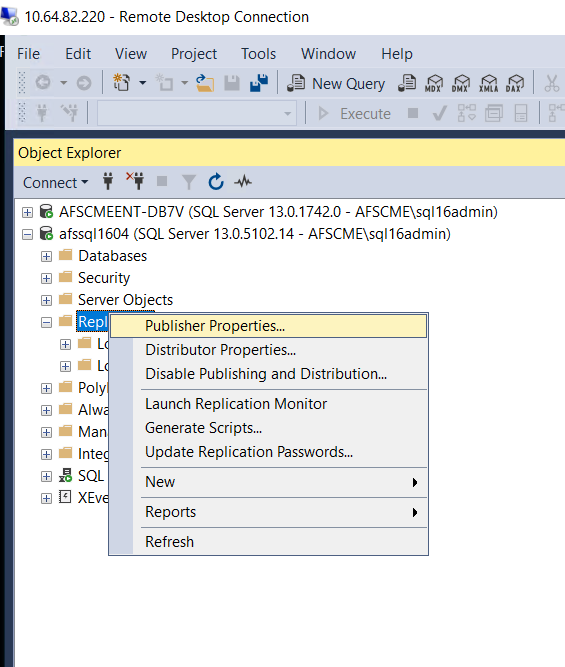 10.64.82.220 - Remote Desktop Connection
File Edit View Project Tools Window Help
New Query MDX DMX XMLA DAX
Execute
Object Explorer
Connect
AFSCMEENT-DB7V (SQL Server 13.0.1742.0 - AFSCME\sql16admin)
afssql1604 (SQL Server 13.0.5102.14 - AFSCME\sql16admin)
Databases
Security
Server Objects
Repl
Publisher Properties...
Lo
Distributor Properties...
Lo
Disable Publishing and Distribution...
Polyl
Alwa
Launch Replication Monitor
Man
Generate Scripts...
Integ
Update Replication Passwords...
SQL
New
XEve
Reports
Refresh